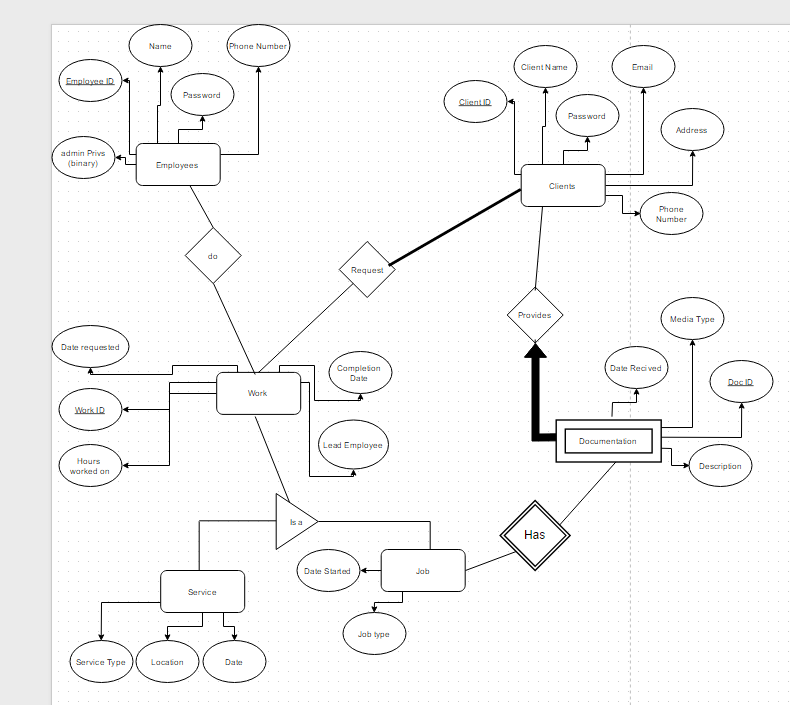 Name
Phone Number
Employee ID
Password
admin Privs
(binary)
Employees
Client Name
Email
Client ID
Password
Address
Clients
Phone
Number
do
Request
Provides
Media Type
Date requested
Completion
Date
Date Recived
Doc ID
Work
Work ID
Lead Employee
Documentation
Hours
worked on
Description
Is a
Has
Date Started
Job
Service
Job type
Service Type
Location
Date